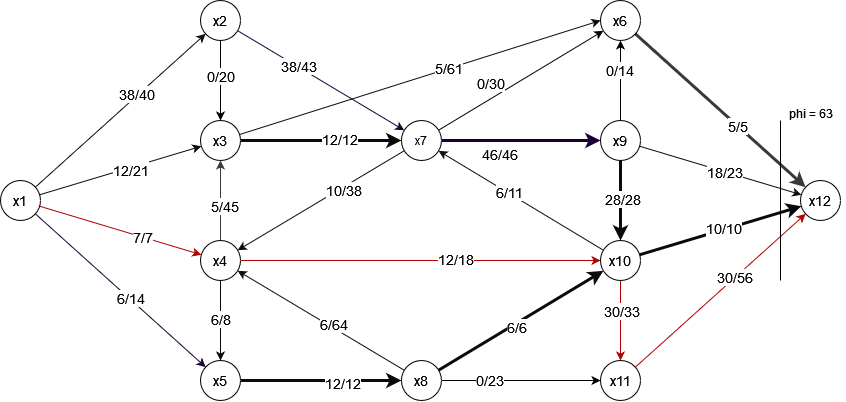 x2
x6
38/43
5/61
0/20
0/30
0/14
phi = 63
38/40
5/5
x3
12/12
x7
46/46
x9
12/21
18/23
x1
5/45
10/38
6/11
28/28
x12
7/7
10/10
x4
12/18
x10
30/56
6/14
6/8
6/64
6/6
30/33
x5
12/12
x8
0/23
x11